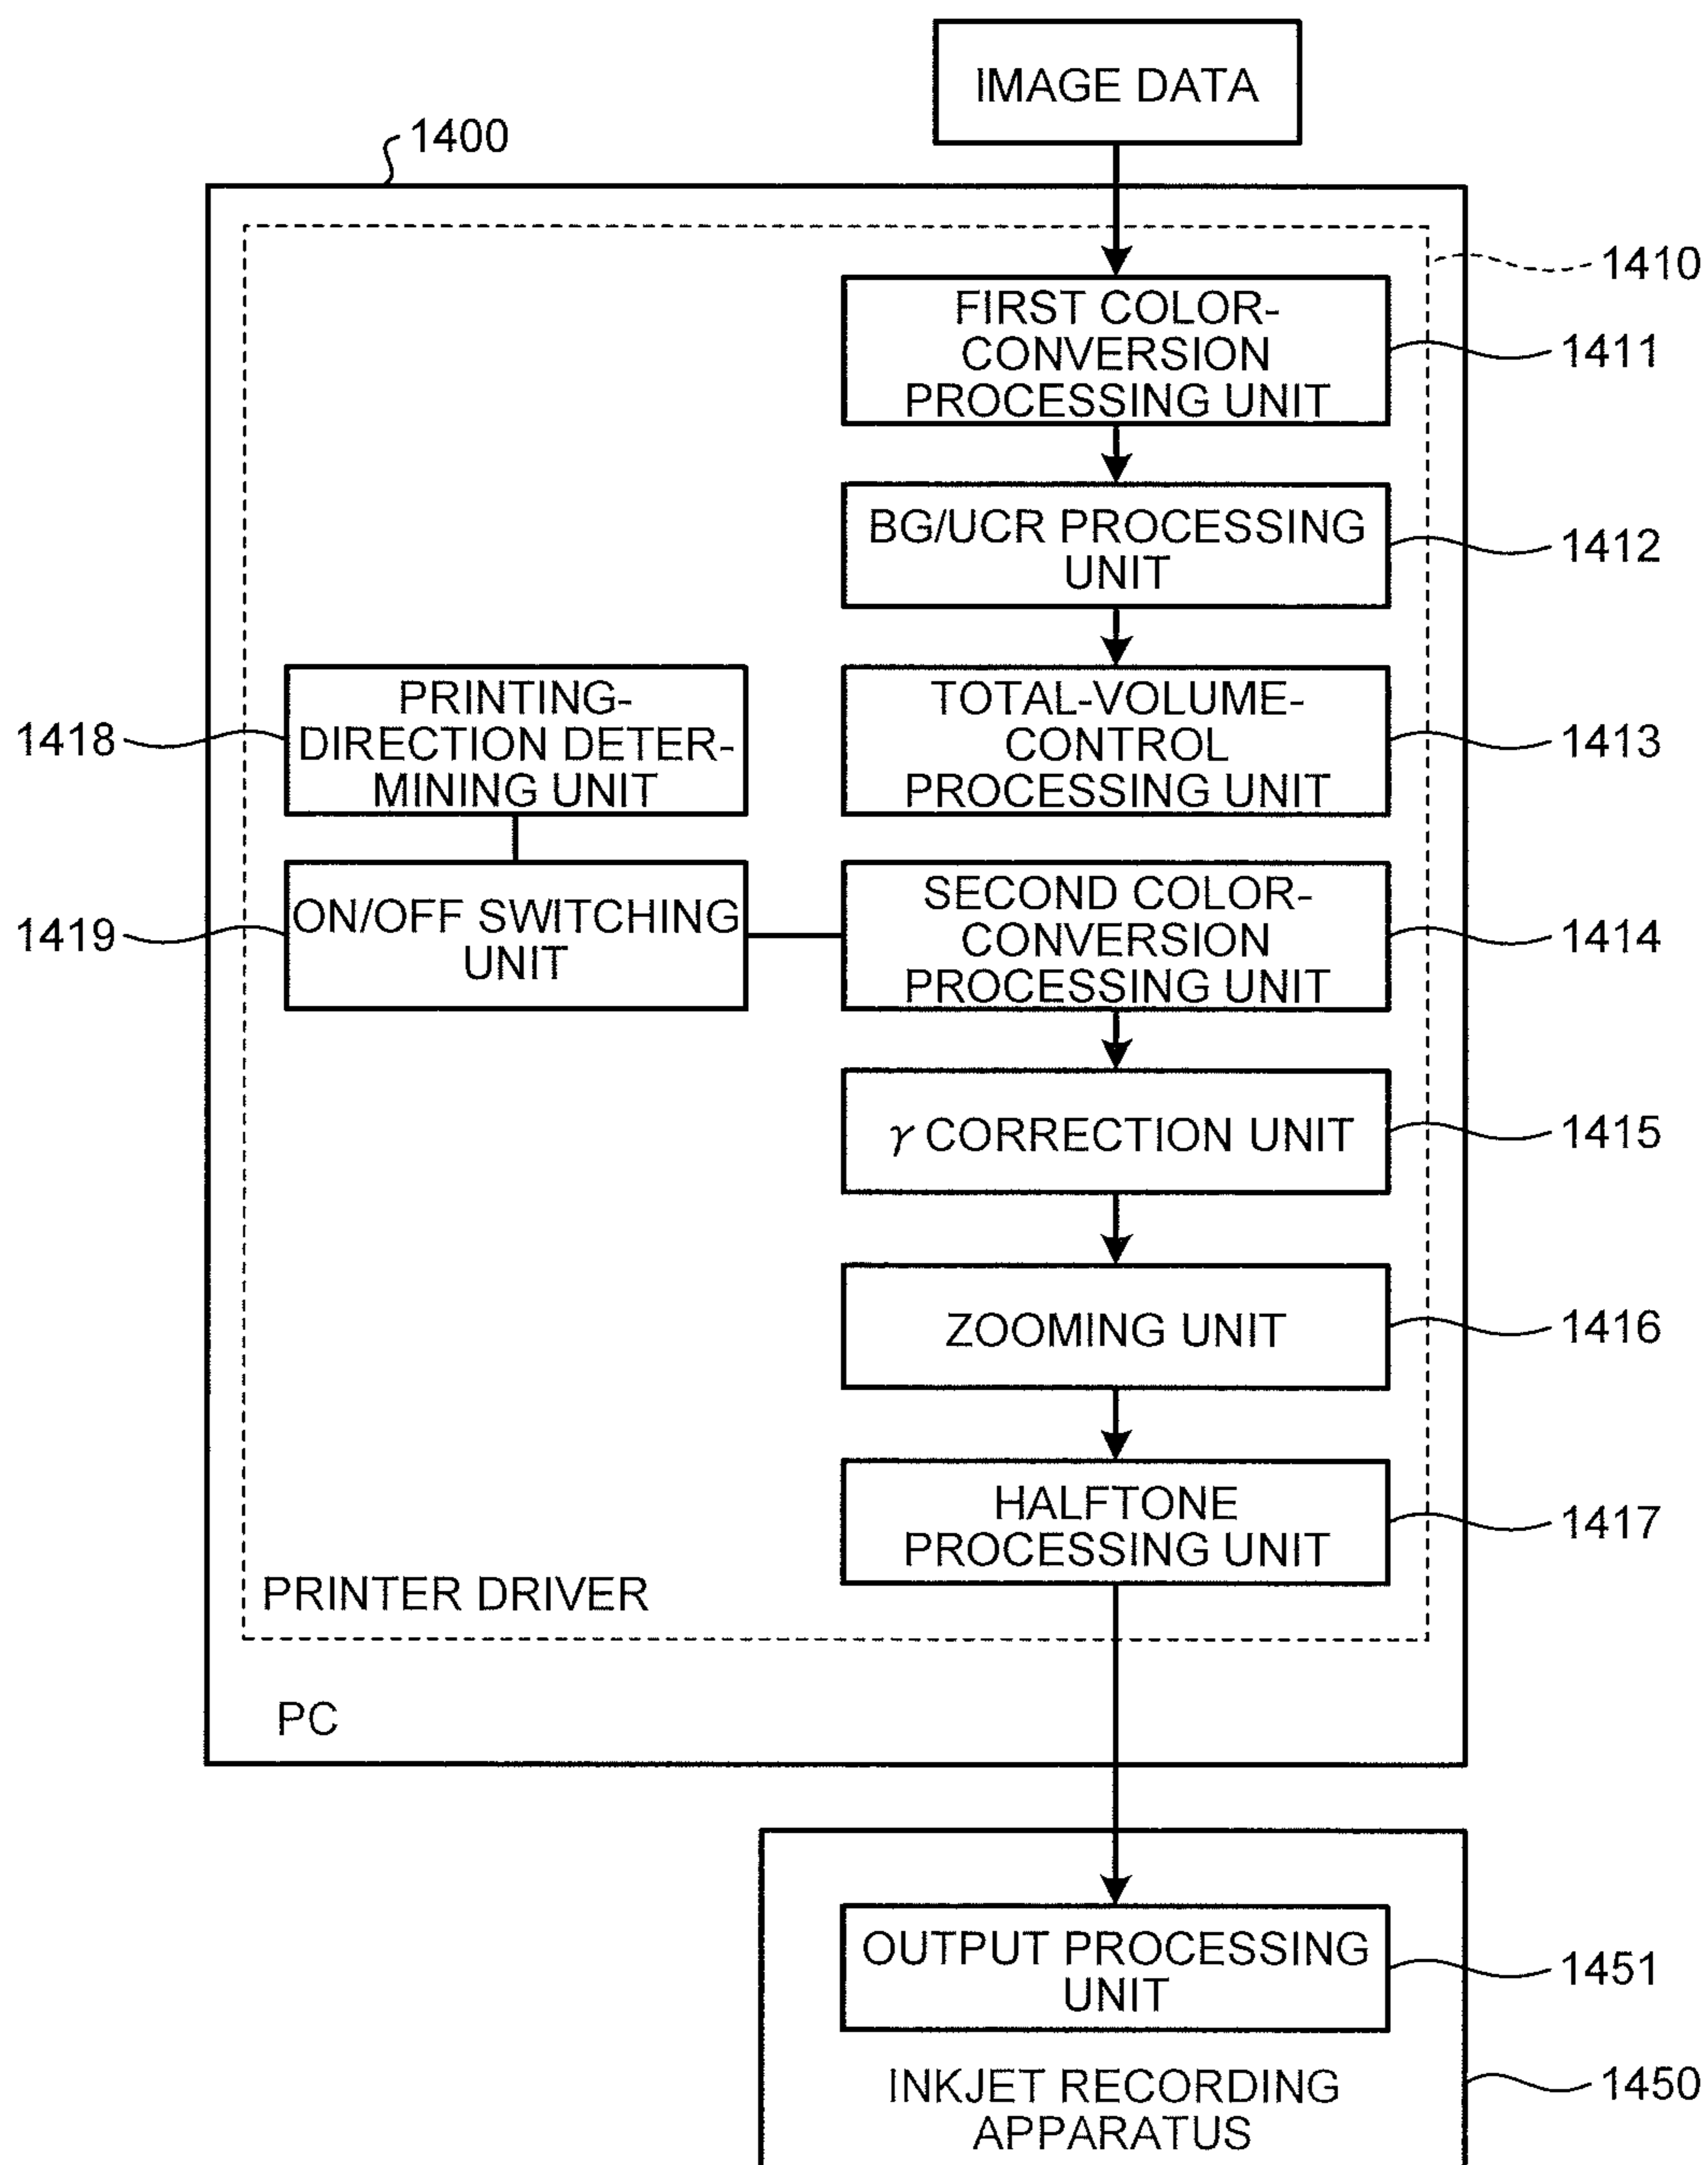 IMAGE DATA
1400
1410
FIRST COLOR-
CONVERSION
PROCESSING UNIT
1411
BG/UCR PROCESSING
UNIT
1412
PRINTING-
DIRECTION DETER-
MINING UNIT
1418
TOTAL-VOLUME-
CONTROL
PROCESSING UNIT
1413
ON/OFF SWITCHING
UNIT
1419
SECOND COLOR-
CONVERSION
PROCESSING UNIT
1414
γ CORRECTION UNIT
1415
ZOOMING UNIT
1416
HALFTONE
PROCESSING UNIT
1417
PRINTER DRIVER
PC
OUTPUT PROCESSING
UNIT
1451
INKJET RECORDING
APPARATUS
1450